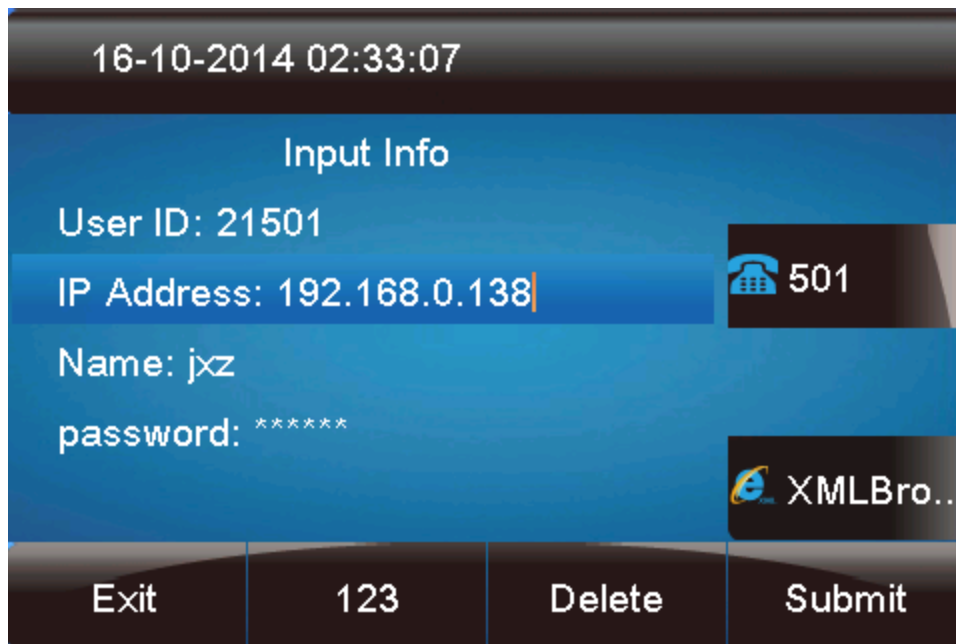 16-10-2014 02:33:07
Input Info
User ID: 21501
IP Address: 192.168.0.138
501
Name: jxz
password: ******
XMLBro..
Exit 123 Delete Submit